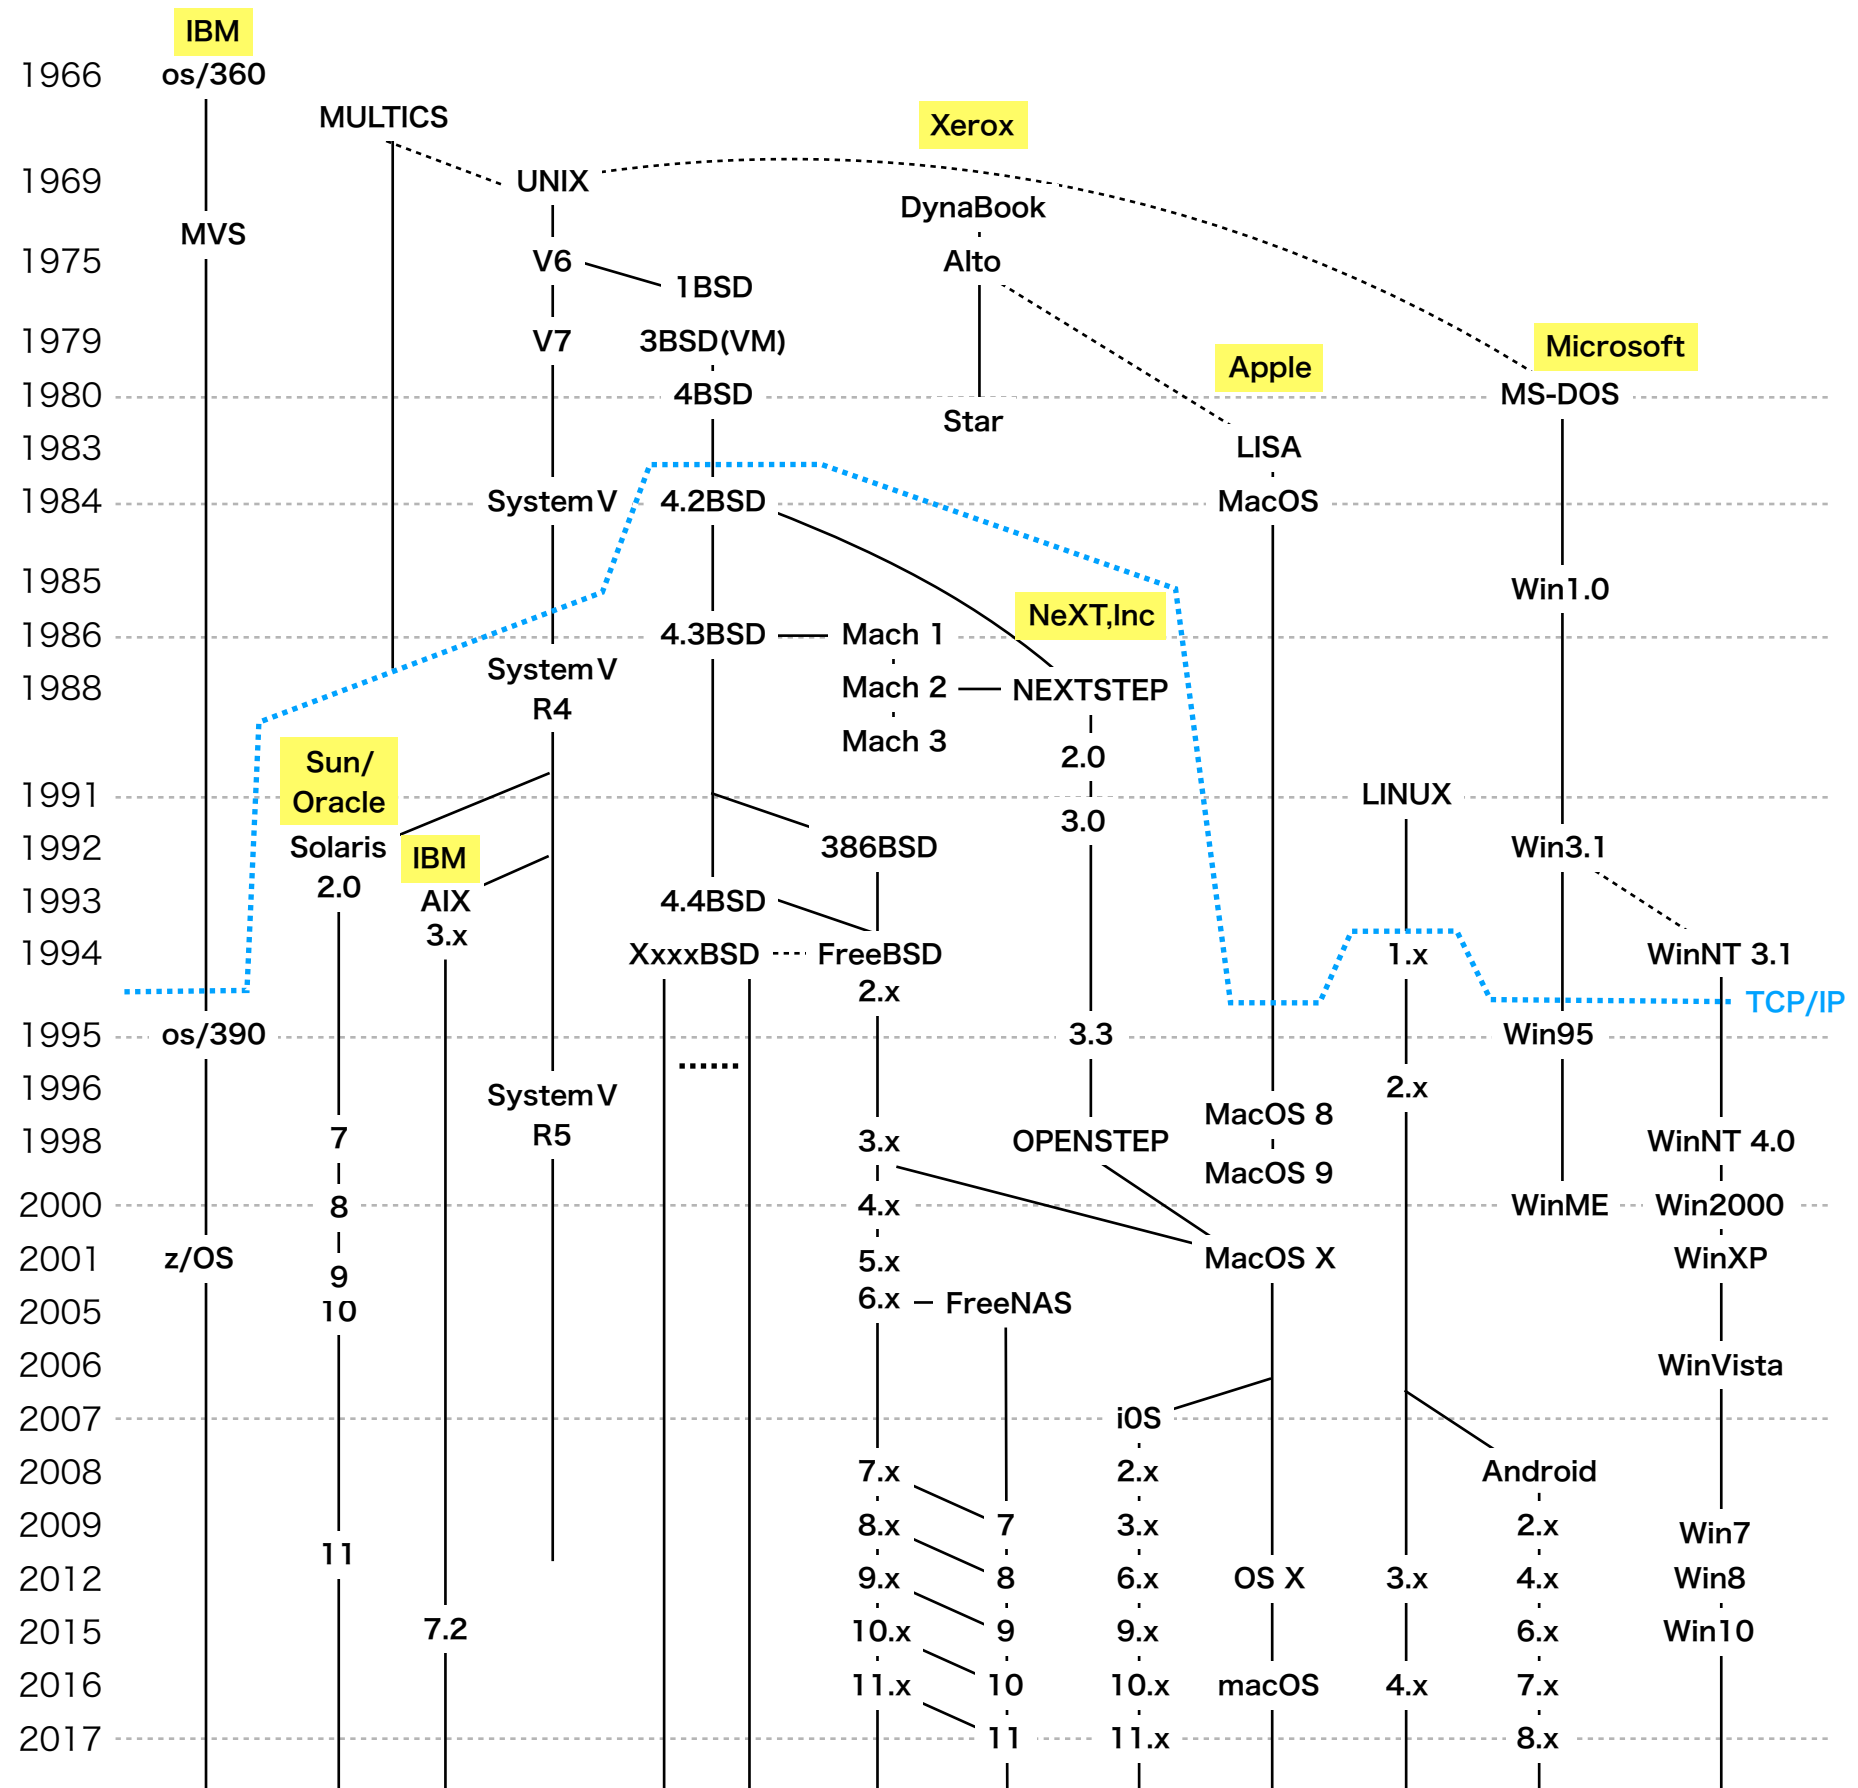 IBM
1966 os/360
MULTICS
Xerox
1969 UNIX
DynaBook
MVS
1975 V6 Alto
1BSD
1979 V7 3BSD(VM) Microsoft
Apple
1980 4BSD MS-DOS
Star
1983 LISA
1984 SystemV 4.2BSD MacOS
1985 Win1.0
NeXT,Inc
1986 4.3BSD Mach 1
SystemV
1988 Mach 2 NEXTSTEP
R4
Mach 3
2.0
Sun/
Oracle
1991 LINUX
3.0
1992 Solaris 386BSD Win3.1
IBM
2.0
1993 AIX 4.4BSD
3.x
1994 XxxxBSD FreeBSD 1.x WinNT 3.1
2.x
TCP/IP
1995 os/390 3.3 Win95
......
1996 SystemV 2.x
MacOS 8
1998 7 R5 3.x OPENSTEP WinNT 4.0
MacOS 9
2000 8 4.x WinME Win2000
2001 z/OS 5.x MacOS X WinXP
9
2005 10 6.x FreeNAS
2006 WinVista
2007 i0S
2008 7.x 2.x Android
2009 8.x 7 3.x 2.x Win7
11
2012 9.x 8 6.x OS X 3.x 4.x Win8
2015 7.2 10.x 9 9.x 6.x Win10
2016 11.x 10 10.x macOS 4.x 7.x
2017 11 11.x 8.x